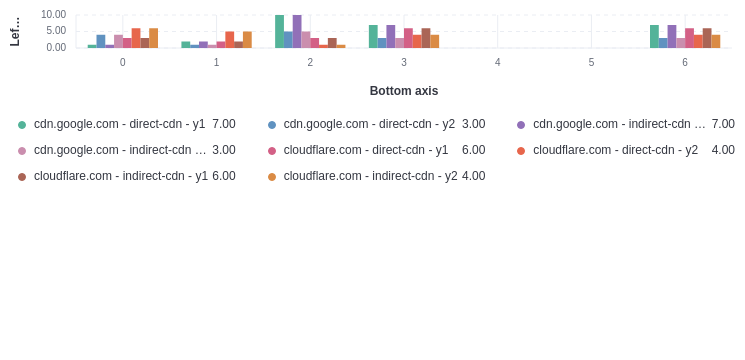 Lef...
10.00
5.00
0.00
0 1 2 3 4 5 6
Bottom axis
cdn.google.com - direct-cdn - y1 7.00
cdn.google.com - direct-cdn - y2 3.00
cdn.google.com - indirect-cdn ... 7.00
cdn.google.com - indirect-cdn ... 3.00
cloudflare.com - direct-cdn - y1 6.00
cloudflare.com - direct-cdn - y2 4.00
cloudflare.com - indirect-cdn - y1 6.00
cloudflare.com - indirect-cdn - y2 4.00